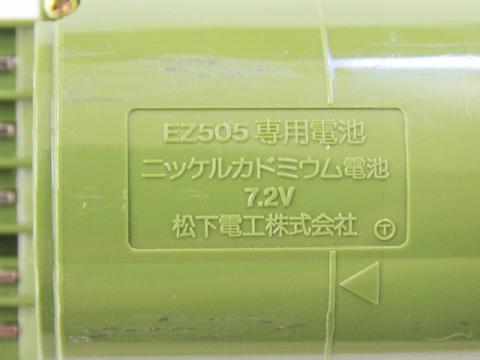 EZ505 専用電池
ニッケルカドミウム電池
7.2V
松下電工株式会社 Ⓣ